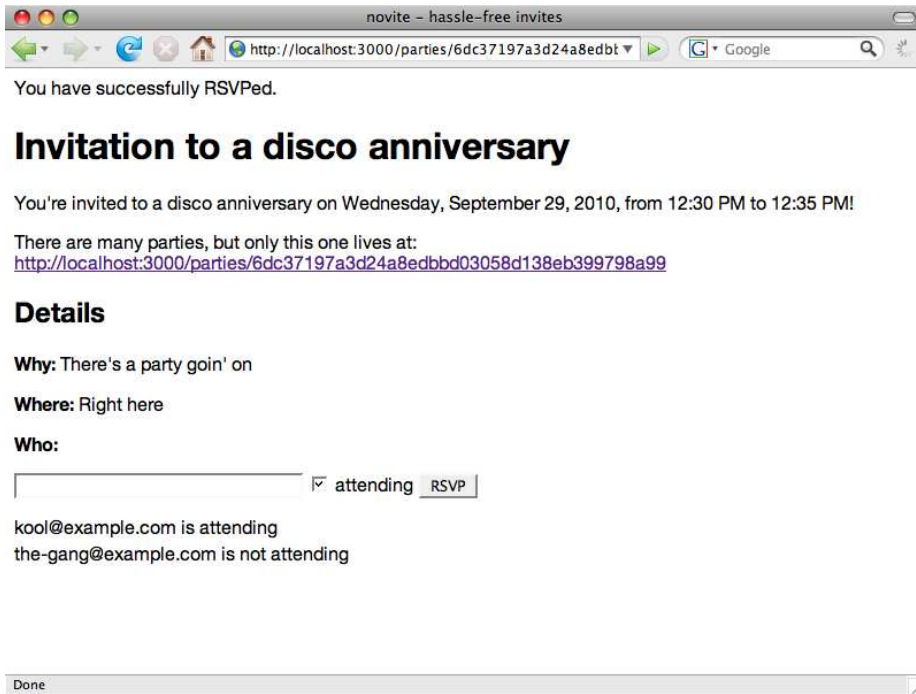 novite - hassle-free invites
http://localhost:3000/parties/6dc37197a3d24a8edbb
G Google
You have successfully RSVPed.
Invitation to a disco anniversary
You're invited to a disco anniversary on Wednesday, September 29, 2010, from 12:30 PM to 12:35 PM!
There are many parties, but only this one lives at:
http://localhost:3000/parties/6dc37197a3d24a8edbbd03058d138eb399798a99
Details
Why: There's a party goin' on
Where: Right here
Who:
attending RSVP
kool@example.com is attending
the-gang@example.com is not attending
Done